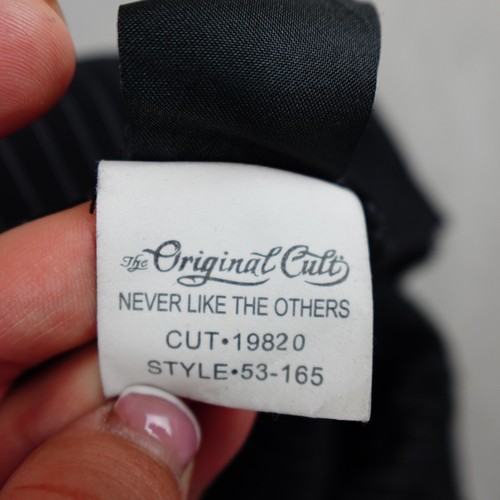 The Original Cult
NEVER LIKE THE OTHERS
CUT•19820
STYLE•53-165